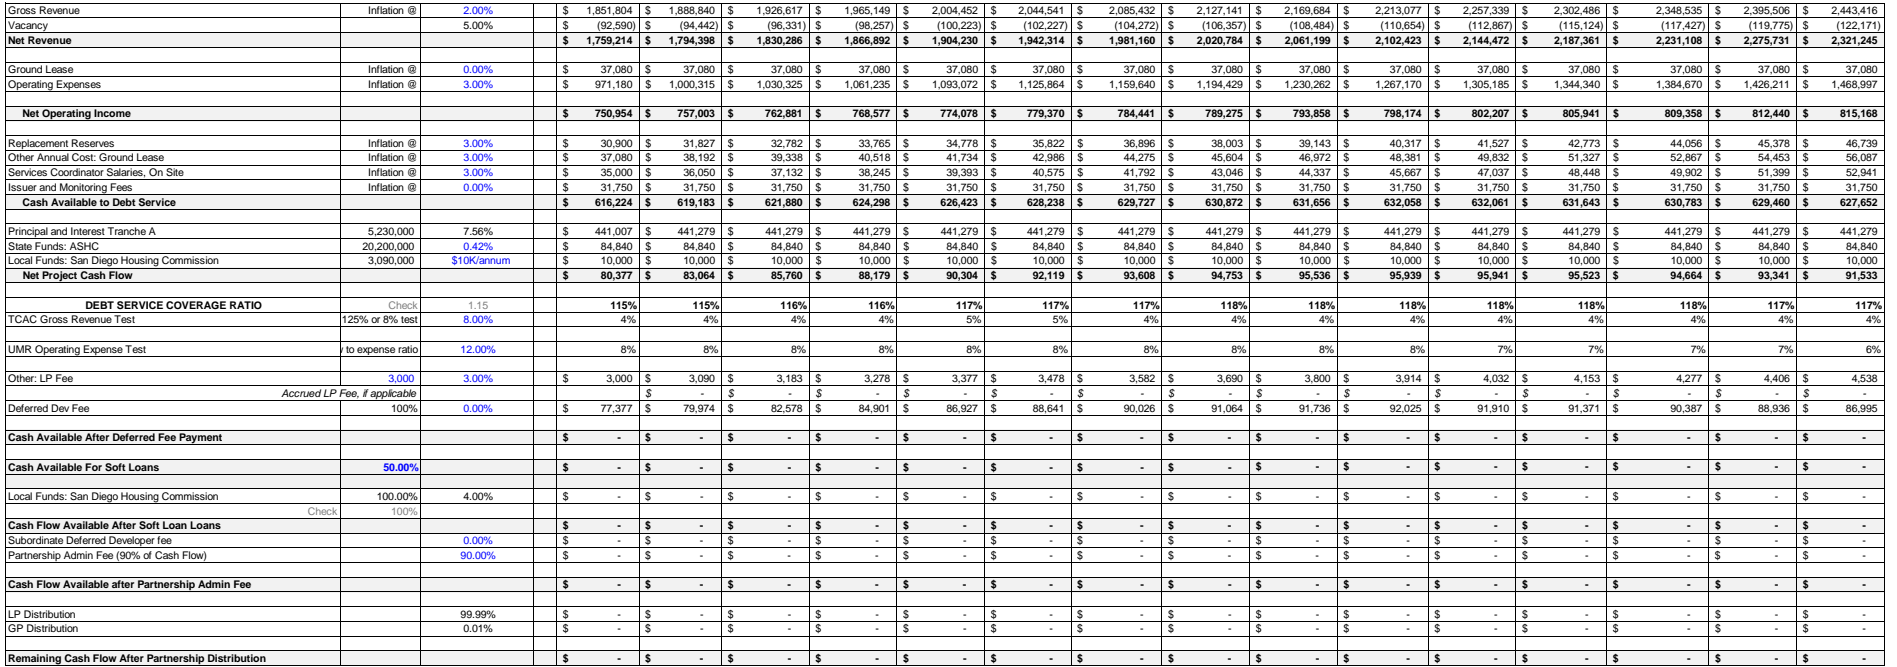 Gross Revenue Inflation @ 2.00% $ 1,851,804 $ 1,888,840 $ 1,926,617 $ 1,965,149 $ 2,004,452 $ 2,044,541 $ 2,085,432 $ 2,127,141 $ 2,169,684 $ 2,213,077 $ 2,257,339 $ 2,302,486 $ 2,348,535 $ 2,395,506 $ 2,443,416
Vacancy 5.00% (92,590) (94,442) (96,331) (98,257) (100,223) (102,227) (104,272) (106,357) (108,484) (110,654) (112,867) (115,124) (117,427) (119,775) (122,171)
Net Revenue $ 1,759,214 $ 1,794,398 $ 1,830,286 $ 1,866,892 $ 1,904,230 $ 1,942,314 $ 1,981,160 $ 2,020,784 $ 2,061,199 $ 2,102,423 $ 2,144,472 $ 2,187,361 $ 2,231,108 $ 2,275,731 $ 2,321,245
Ground Lease Inflation @ 0.00% $ 37,080 $ 37,080 $ 37,080 $ 37,080 $ 37,080 $ 37,080 $ 37,080 $ 37,080 $ 37,080 $ 37,080 $ 37,080 $ 37,080 $ 37,080 $ 37,080 $ 37,080
Operating Expenses Inflation @ 3.00% $ 971,180 $ 1,000,315 $ 1,030,325 $ 1,061,235 $ 1,093,072 $ 1,125,864 $ 1,159,640 $ 1,194,429 $ 1,230,262 $ 1,267,170 $ 1,305,185 $ 1,344,340 $ 1,384,670 $ 1,426,211 $ 1,468,997
Net Operating Income $ 750,954 $ 757,003 $ 762,881 $ 768,577 $ 774,078 $ 779,370 $ 784,441 $ 789,275 $ 793,858 $ 798,174 $ 802,207 $ 805,941 $ 809,358 $ 812,440 $ 815,168
Replacement Reserves Inflation @ 3.00% $ 30,900 $ 31,827 $ 32,782 $ 33,765 $ 34,778 $ 35,822 $ 36,896 $ 38,003 $ 39,143 $ 40,317 $ 41,527 $ 42,773 $ 44,056 $ 45,378 $ 46,739
Other Annual Cost: Ground Lease Inflation @ 3.00% $ 37,080 $ 38,192 $ 39,338 $ 40,518 $ 41,734 $ 42,986 $ 44,275 $ 45,604 $ 46,972 $ 48,381 $ 49,832 $ 51,327 $ 52,867 $ 54,453 $ 56,087
Services Coordinator Salaries, On Site Inflation @ 3.00% $ 35,000 $ 36,050 $ 37,132 $ 38,245 $ 39,393 $ 40,575 $ 41,792 $ 43,046 $ 44,337 $ 45,667 $ 47,037 $ 48,448 $ 49,902 $ 51,399 $ 52,941
Issuer and Monitoring Fees Inflation @ 0.00% $ 31,750 $ 31,750 $ 31,750 $ 31,750 $ 31,750 $ 31,750 $ 31,750 $ 31,750 $ 31,750 $ 31,750 $ 31,750 $ 31,750 $ 31,750 $ 31,750 $ 31,750
Cash Available to Debt Service $ 616,224 $ 619,183 $ 621,880 $ 624,298 $ 626,423 $ 628,238 $ 629,727 $ 630,872 $ 631,656 $ 632,058 $ 632,061 $ 631,643 $ 630,783 $ 629,460 $ 627,652
Principal and Interest Tranche A 5,230,000 7.56% $ 441,007 $ 441,279 $ 441,279 $ 441,279 $ 441,279 $ 441,279 $ 441,279 $ 441,279 $ 441,279 $ 441,279 $ 441,279 $ 441,279 $ 441,279 $ 441,279 $ 441,279
State Funds: ASHC 20,200,000 0.42% $ 84,840 $ 84,840 $ 84,840 $ 84,840 $ 84,840 $ 84,840 $ 84,840 $ 84,840 $ 84,840 $ 84,840 $ 84,840 $ 84,840 $ 84,840 $ 84,840 $ 84,840
Local Funds: San Diego Housing Commission 3,090,000 $10K/annum $ 10,000 $ 10,000 $ 10,000 $ 10,000 $ 10,000 $ 10,000 $ 10,000 $ 10,000 $ 10,000 $ 10,000 $ 10,000 $ 10,000 $ 10,000 $ 10,000 $ 10,000
Net Project Cash Flow $ 80,377 $ 83,064 $ 85,760 $ 88,179 $ 90,304 $ 92,119 $ 93,608 $ 94,753 $ 95,536 $ 95,939 $ 95,941 $ 95,523 $ 94,664 $ 93,341 $ 91,533
DEBT SERVICE COVERAGE RATIO Check 1.15 115% 115% 116% 116% 117% 117% 117% 118% 118% 118% 118% 118% 118% 117% 117%
TCAC Gross Revenue Test 125% or 8% test 8.00% 4% 4% 4% 4% 5% 5% 4% 4% 4% 4% 4% 4% 4% 4% 4%
UMR Operating Expense Test to expense ratio 12.00% 8% 8% 8% 8% 8% 8% 8% 8% 8% 8% 7% 7% 7% 7% 6%
Other: LP Fee 3,000 3.00% $ 3,000 $ 3,090 $ 3,183 $ 3,278 $ 3,377 $ 3,478 $ 3,582 $ 3,690 $ 3,800 $ 3,914 $ 4,032 $ 4,153 $ 4,277 $ 4,406 $ 4,538
Accrued LP Fee, if applicable $ - $ - $ - $ - $ - $ - $ - $ - $ - $ - $ - $ - $ - $ -
Deferred Dev Fee 100% 0.00% $ 77,377 $ 79,974 $ 82,578 $ 84,901 $ 86,927 $ 88,641 $ 90,026 $ 91,064 $ 91,736 $ 92,025 $ 91,910 $ 91,371 $ 90,387 $ 88,936 $ 86,995
Cash Available After Deferred Fee Payment $ - $ - $ - $ - $ - $ - $ - $ - $ - $ - $ - $ - $ - $ - $ -
Cash Available For Soft Loans 50.00% $ - $ - $ - $ - $ - $ - $ - $ - $ - $ - $ - $ - $ - $ - $ -
Local Funds: San Diego Housing Commission 100.00% 4.00% $ - $ - $ - $ - $ - $ - $ - $ - $ - $ - $ - $ - $ - $ - $ -
Check 100%
Cash Flow Available After Soft Loan Loans $ - $ - $ - $ - $ - $ - $ - $ - $ - $ - $ - $ - $ - $ - $ -
Subordinate Deferred Developer fee 0.00% $ - $ - $ - $ - $ - $ - $ - $ - $ - $ - $ - $ - $ - $ - $ -
Partnership Admin Fee (90% of Cash Flow) 90.00% $ - $ - $ - $ - $ - $ - $ - $ - $ - $ - $ - $ - $ - $ - $ -
Cash Flow Available after Partnership Admin Fee $ - $ - $ - $ - $ - $ - $ - $ - $ - $ - $ - $ - $ - $ - $ -
LP Distribution 99.99% $ - $ - $ - $ - $ - $ - $ - $ - $ - $ - $ - $ - $ - $ - $ -
GP Distribution 0.01% $ - $ - $ - $ - $ - $ - $ - $ - $ - $ - $ - $ - $ - $ - $ -
Remaining Cash Flow After Partnership Distribution $ - $ - $ - $ - $ - $ - $ - $ - $ - $ - $ - $ - $ - $ - $ -